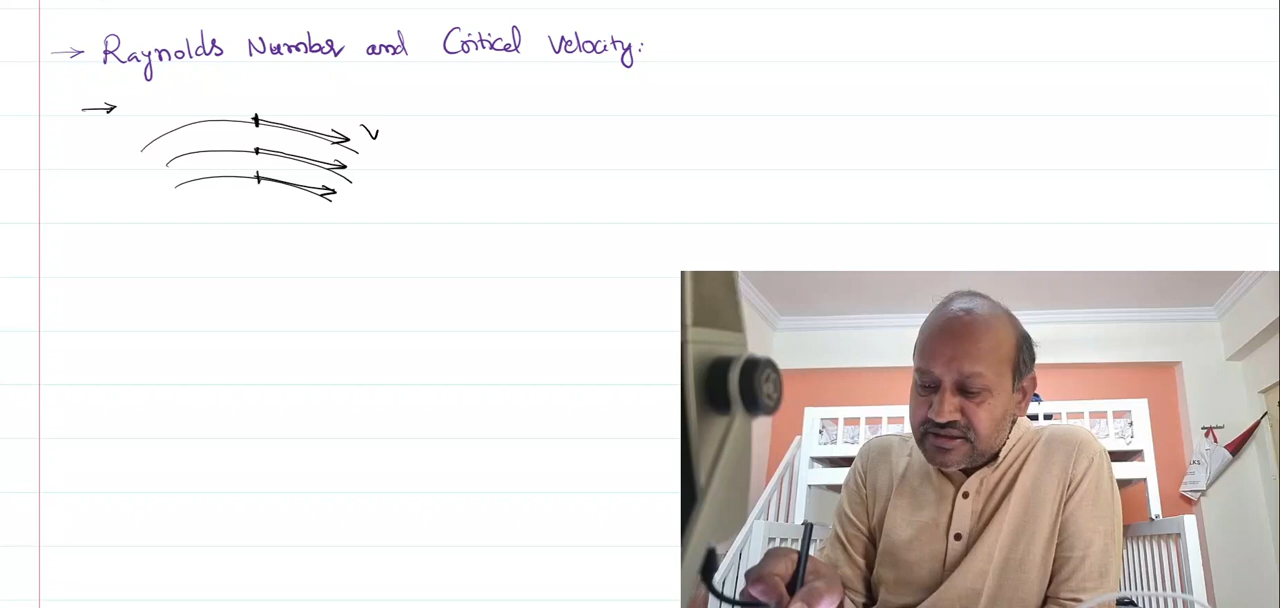 → Raynolds Number and Critical Velocity:
→
V